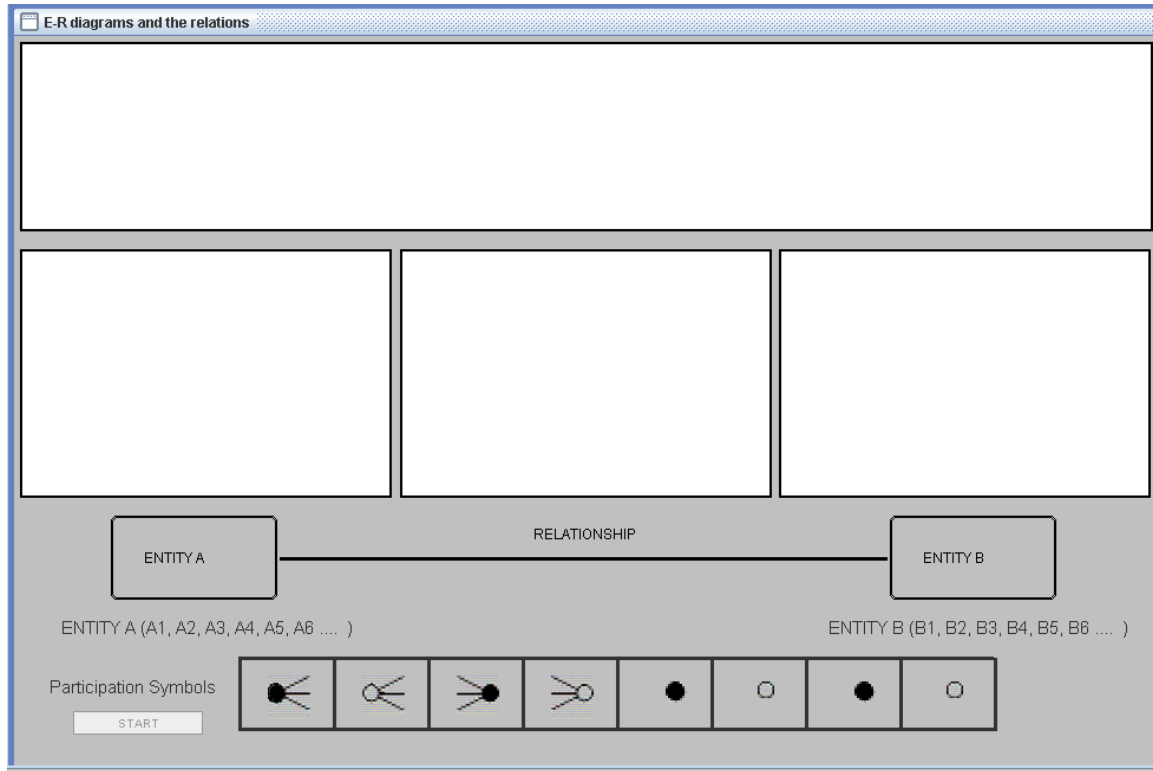 E-R diagrams and the relations
RELATIONSHIP
ENTITY A
ENTITY B
ENTITY A (A1, A2, A3, A4, A5, A6 .... )
ENTITY B (B1, B2, B3, B4, B5, B6 .... )
Participation Symbols
START